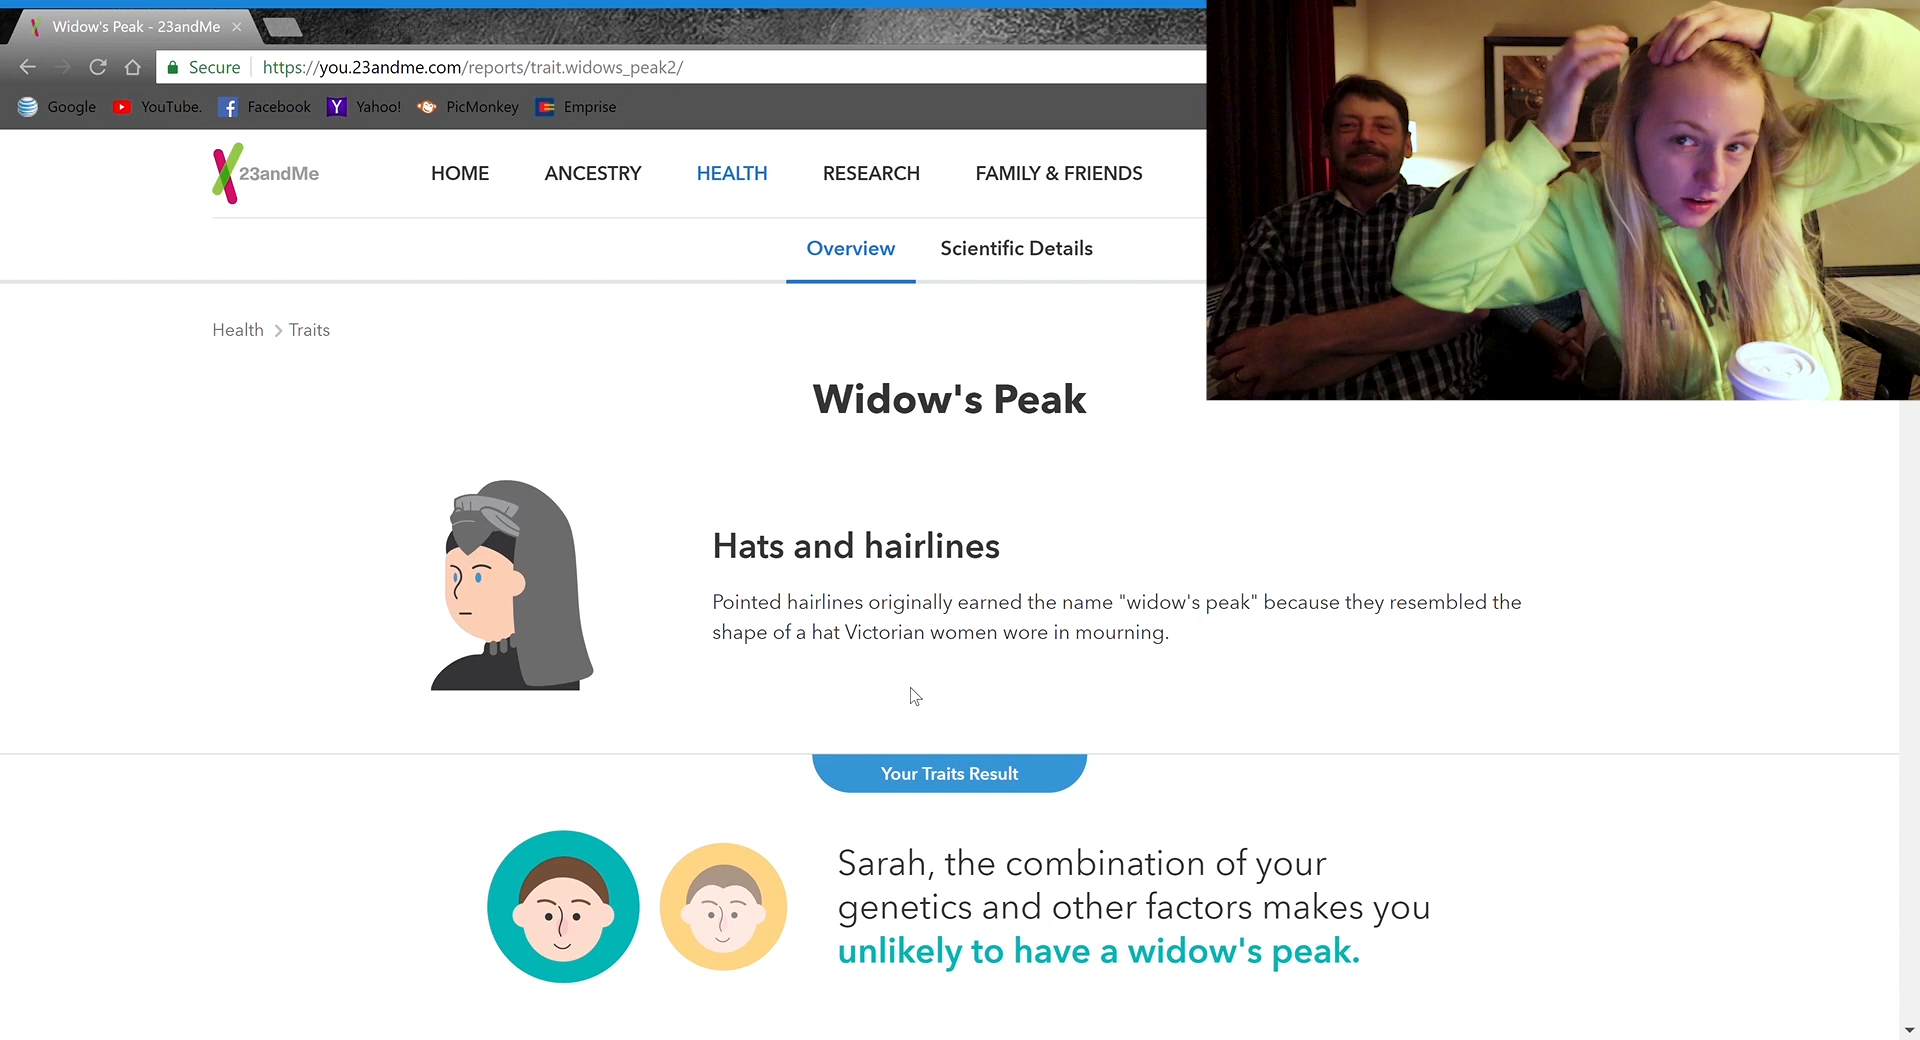 Widow's Peak - 23andMe
Secure
https://you.23andme.com/reports/trait.widows_peak2/
Google
YouTube.
Facebook
Yahoo!
PicMonkey
Emprise
23andMe
HOME
ANCESTRY
HEALTH
RESEARCH
FAMILY & FRIENDS
Overview
Scientific Details
Health
Traits
Widow's Peak
Hats and hairlines
Pointed hairlines originally earned the name "widow's peak" because they resembled the
shape of a hat Victorian women wore in mourning.
Your Traits Result
Sarah, the combination of your
genetics and other factors makes you
unlikely to have a widow's peak.